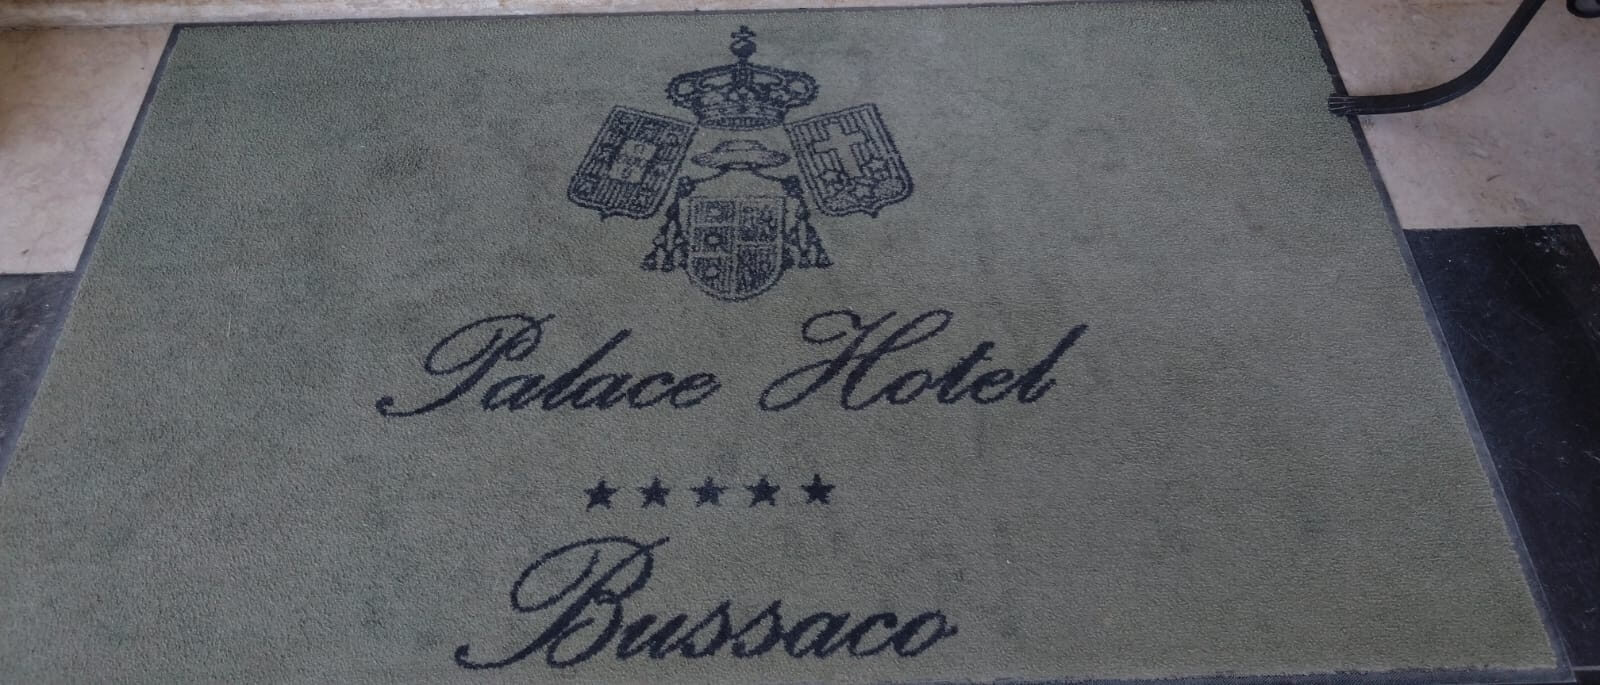 Palace Hotel
★★★★★
Bussaco